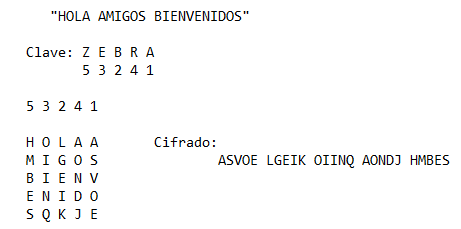 "HOLA AMIGOS BIENVENIDOS"
Clave: Z E B R A
5 3 2 4 1
5 3 2 4 1
H O L A A Cifrado:
M I G O S ASVOE LGEIK OIINQ AONDJ HMBES
B I E N V
E N I D O
S Q K J E